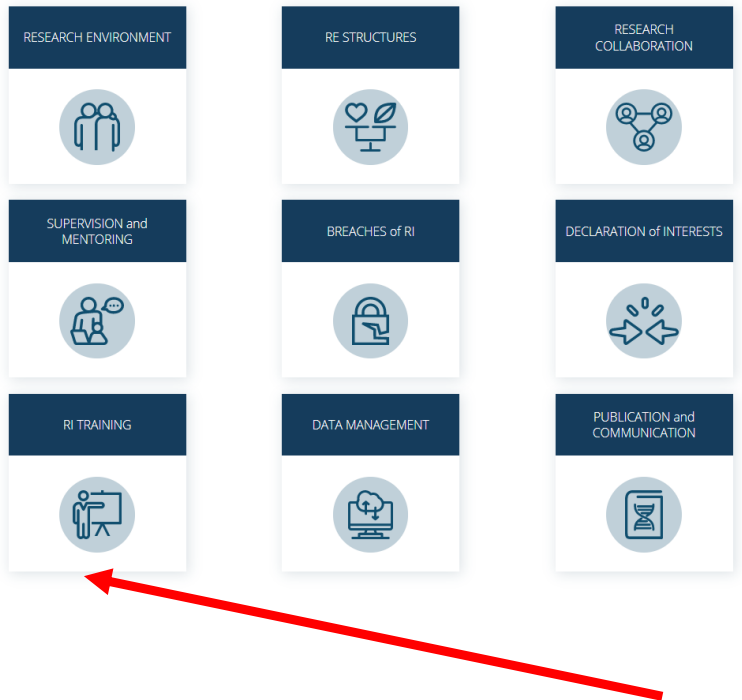 RESEARCH ENVIRONMENT
RE STRUCTURES
RESEARCH
COLLABORATION
SUPERVISION and
MENTORING
BREACHES of RI
DECLARATION of INTERESTS
RI TRAINING
DATA MANAGEMENT
PUBLICATION and
COMMUNICATION